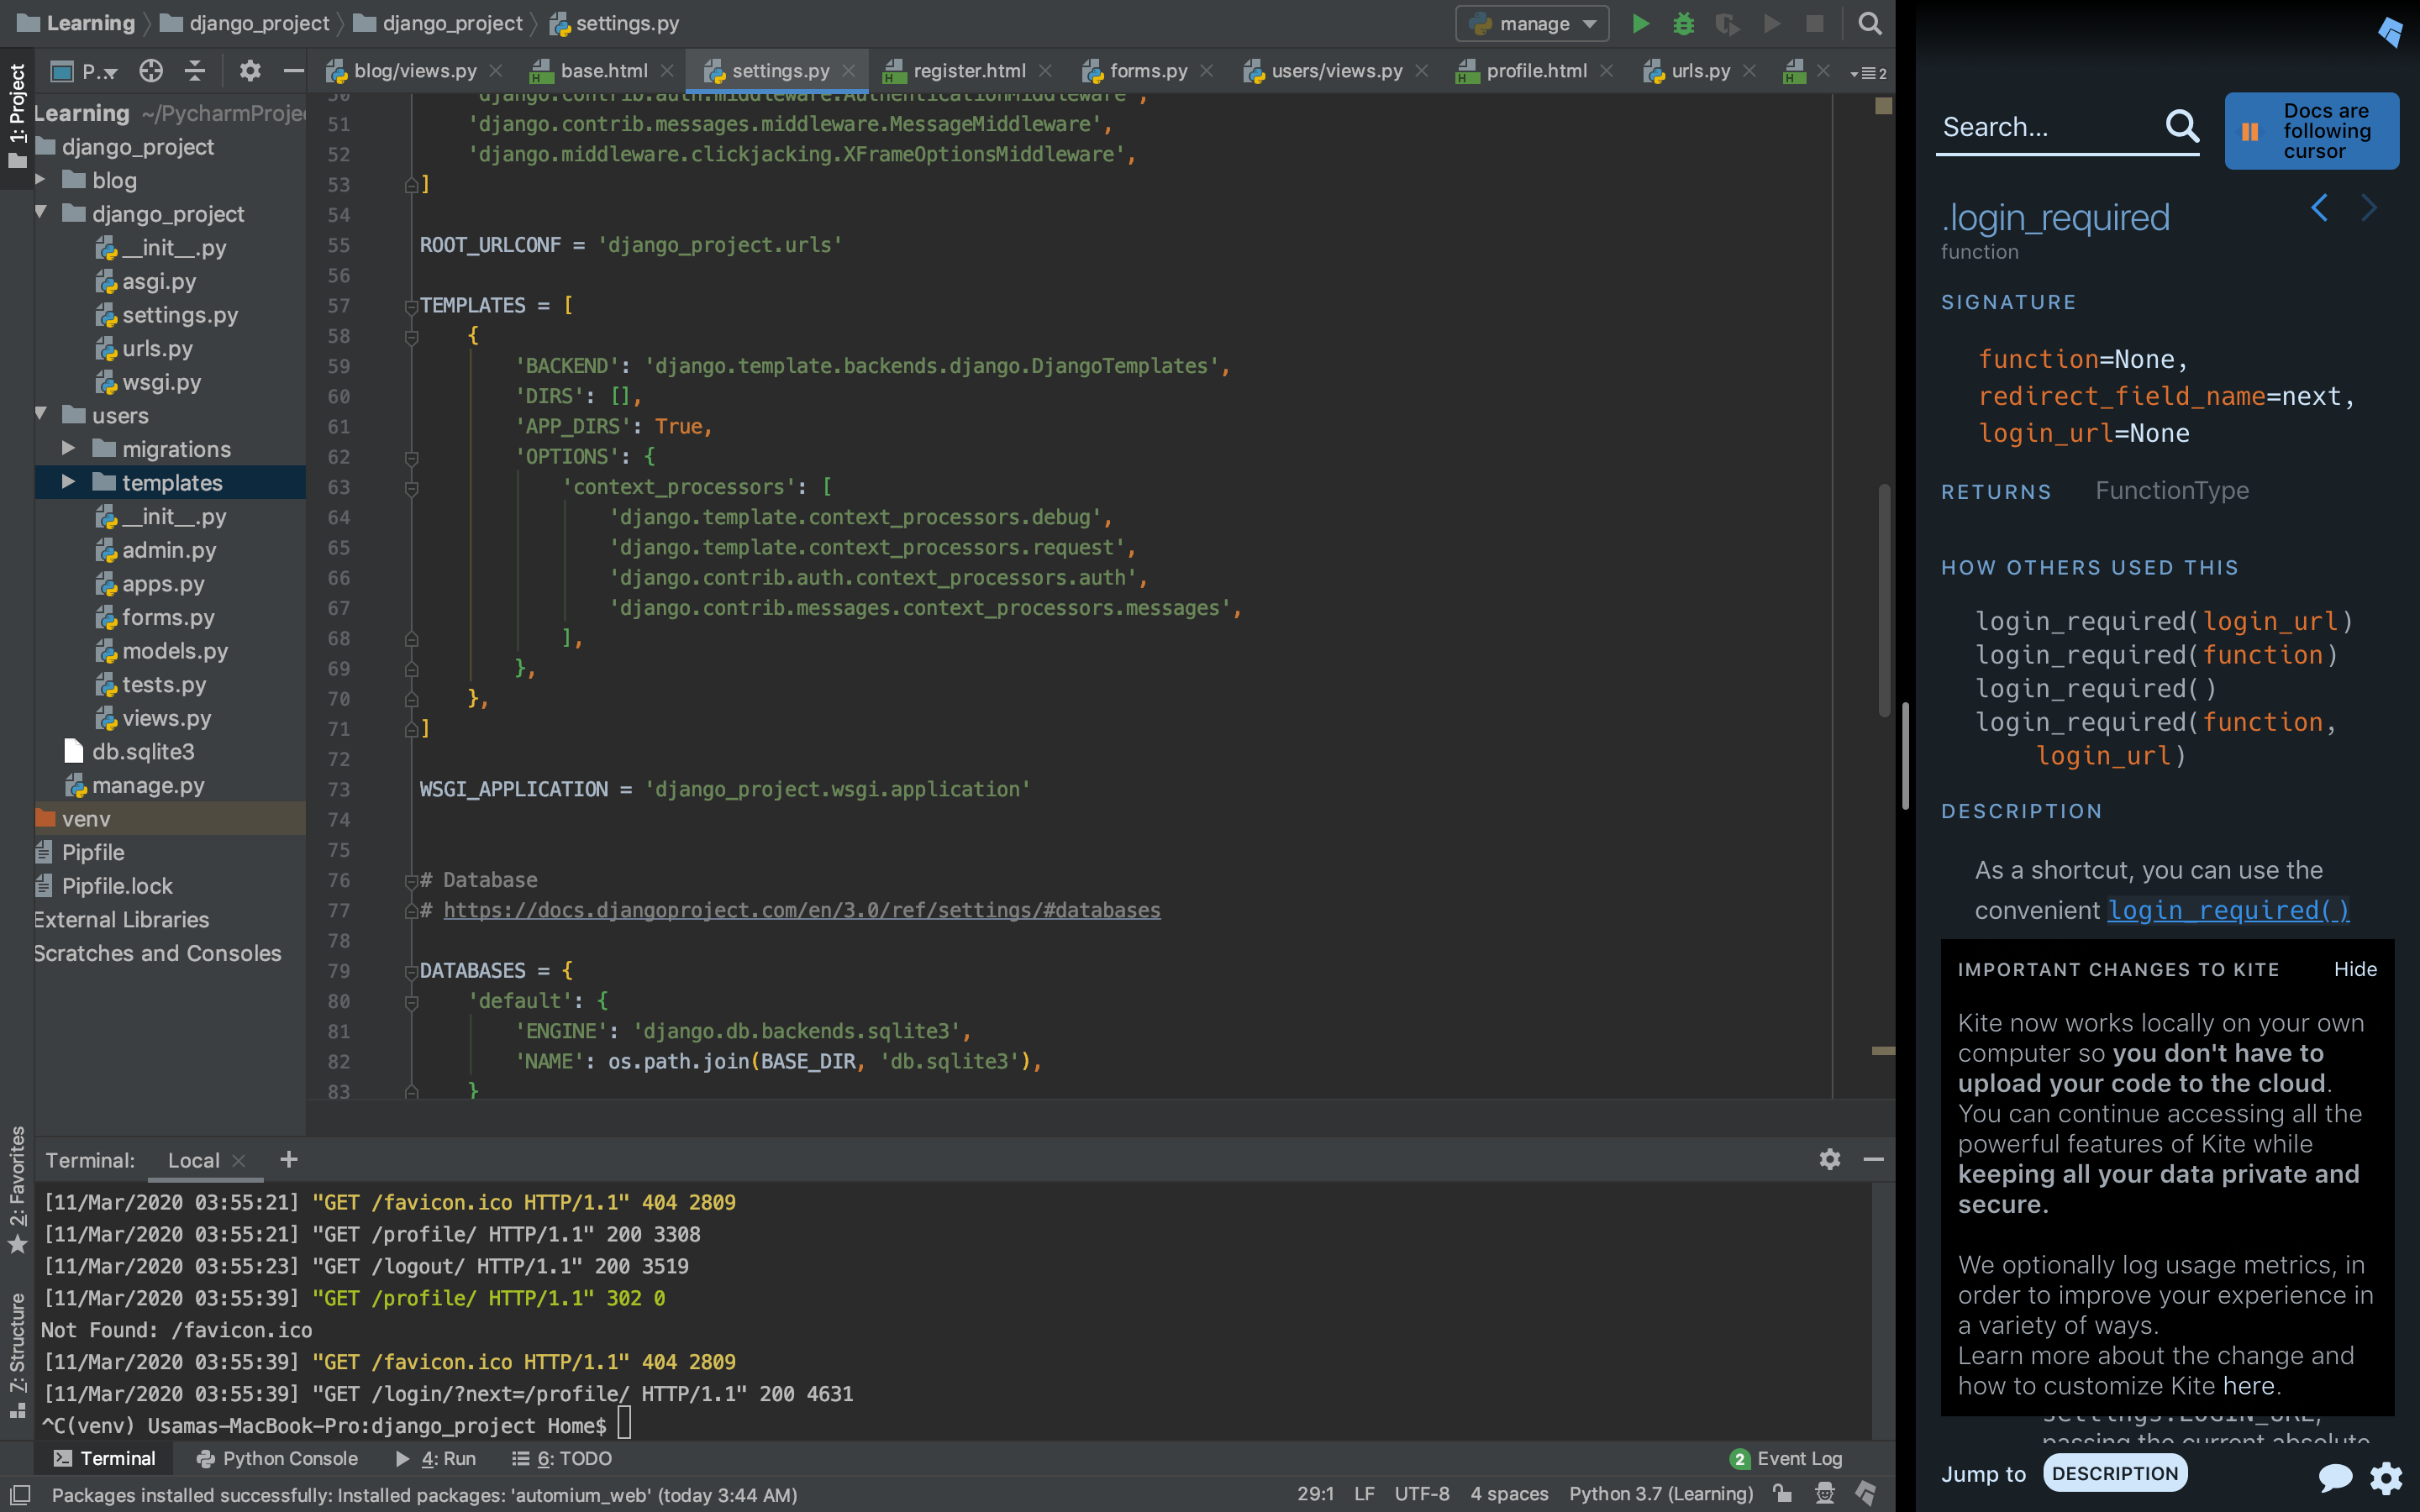 Learning django_project django_project settings.py
manage
P.. blog/views.py base.html settings.py register.html forms.py users/views.py profile.html urls.py 2
1: Project
Learning ~/PycharmProje
django_project
blog
django_project
__init__.py
asgi.py
settings.py
urls.py
wsgi.py
users
migrations
templates
__init__.py
admin.py
apps.py
forms.py
models.py
tests.py
views.py
db.sqlite3
manage.py
venv
Pipfile
Pipfile.lock
External Libraries
Scratches and Consoles
2: Favorites
Z: Structure
50 'django.contrib.auth.middleware.AuthenticationMiddleware',
51 'django.contrib.messages.middleware.MessageMiddleware',
52 'django.middleware.clickjacking.XFrameOptionsMiddleware',
53 ]
54
55 ROOT_URLCONF = 'django_project.urls'
56
57 TEMPLATES = [
58 {
59 'BACKEND': 'django.template.backends.django.DjangoTemplates',
60 'DIRS': [],
61 'APP_DIRS': True,
62 'OPTIONS': {
63 'context_processors': [
64 'django.template.context_processors.debug',
65 'django.template.context_processors.request',
66 'django.contrib.auth.context_processors.auth',
67 'django.contrib.messages.context_processors.messages',
68 ],
69 },
70 },
71 ]
72
73 WSGI_APPLICATION = 'django_project.wsgi.application'
74
75
76 # Database
77 # https://docs.djangoproject.com/en/3.0/ref/settings/#databases
78
79 DATABASES = {
80 'default': {
81 'ENGINE': 'django.db.backends.sqlite3',
82 'NAME': os.path.join(BASE_DIR, 'db.sqlite3'),
83 }
Terminal: Local +
[11/Mar/2020 03:55:21] "GET /favicon.ico HTTP/1.1" 404 2809
[11/Mar/2020 03:55:21] "GET /profile/ HTTP/1.1" 200 3308
[11/Mar/2020 03:55:23] "GET /logout/ HTTP/1.1" 200 3519
[11/Mar/2020 03:55:39] "GET /profile/ HTTP/1.1" 302 0
Not Found: /favicon.ico
[11/Mar/2020 03:55:39] "GET /favicon.ico HTTP/1.1" 404 2809
[11/Mar/2020 03:55:39] "GET /login/?next=/profile/ HTTP/1.1" 200 4631
^C(venv) Usamas-MacBook-Pro:django_project Home$
Terminal Python Console 4: Run 6: TODO 2 Event Log
Packages installed successfully: Installed packages: 'automium_web' (today 3:44 AM) 29:1 LF UTF-8 4 spaces Python 3.7 (Learning)
Search...
Docs are
following
cursor
.login_required
function
SIGNATURE
function=None,
redirect_field_name=next,
login_url=None
RETURNS FunctionType
HOW OTHERS USED THIS
login_required(login_url)
login_required(function)
login_required()
login_required(function,
login_url)
DESCRIPTION
As a shortcut, you can use the
convenient login_required()
IMPORTANT CHANGES TO KITE Hide
Kite now works locally on your own
computer so you don't have to
upload your code to the cloud.
You can continue accessing all the
powerful features of Kite while
keeping all your data private and
secure.
We optionally log usage metrics, in
order to improve your experience in
a variety of ways.
Learn more about the change and
how to customize Kite here.
settings.LOGIN_URL,
passing the current absolute
Jump to DESCRIPTION